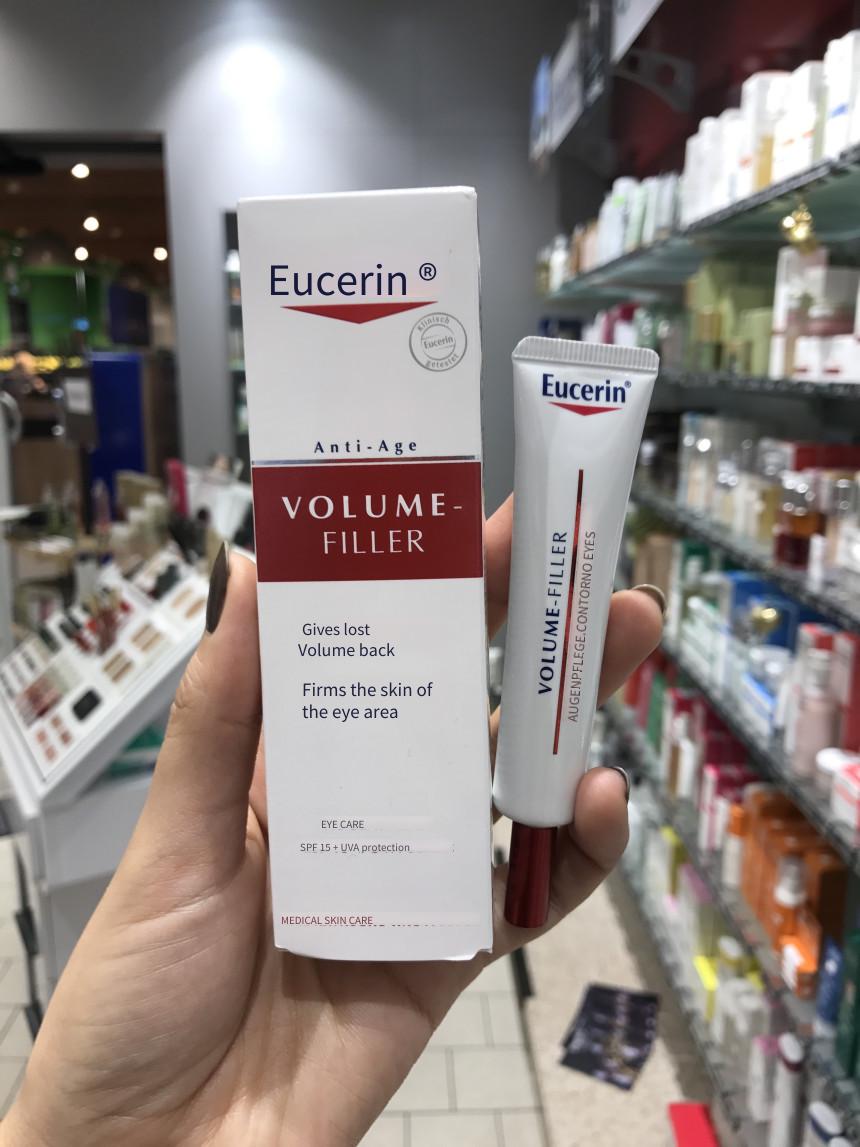 Eucerin ®
Klinisch
Eucerin
getestet
Anti-Age
VOLUME-
FILLER
Gives lost
Volume back
Firms the skin of
the eye area
EYE CARE
SPF 15 + UVA protection
MEDICAL SKIN CARE
Eucerin®
VOLUME-FILLER
AUGENPFLEGE.CONTORNO EYES